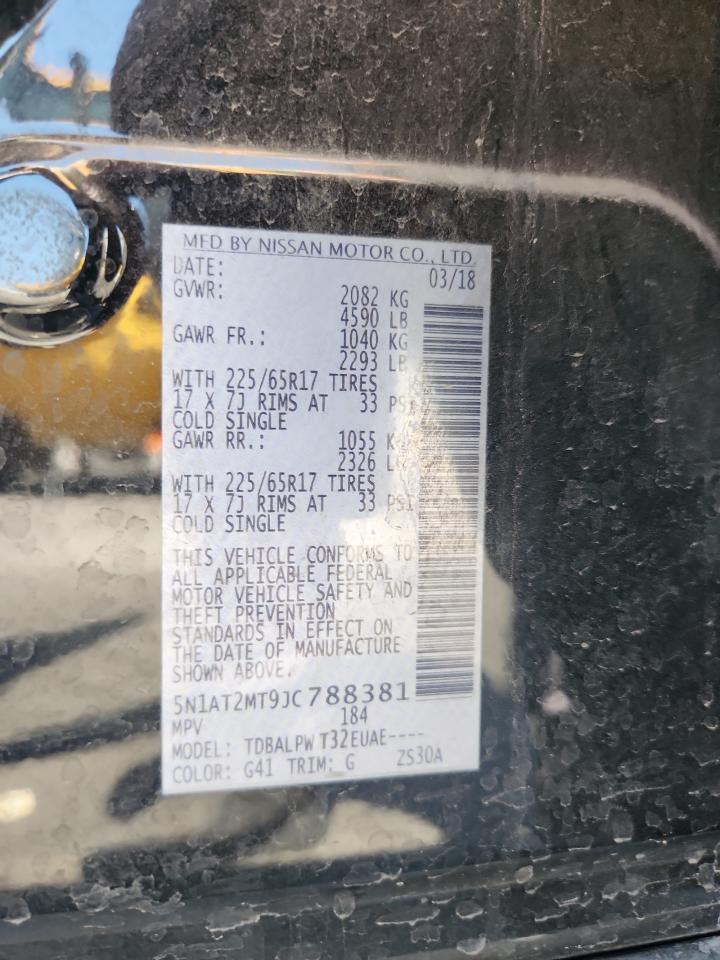 MFD BY NISSAN MOTOR CO., LTD.
DATE: 03/18
GVWR: 2082 KG
4590 LB
GAWR FR.: 1040 KG
2293 LB
WITH 225/65R17 TIRES
17 X 7J RIMS AT 33 PSI
COLD SINGLE
GAWR RR.: 1055 K
2326 L
WITH 225/65R17 TIRES
17 X 7J RIMS AT 33 PSI
COLD SINGLE
THIS VEHICLE CONFORMS TO
ALL APPLICABLE FEDERAL
MOTOR VEHICLE SAFETY AND
THEFT PREVENTION
STANDARDS IN EFFECT ON
THE DATE OF MANUFACTURE
SHOWN ABOVE.
5N1AT2MT9JC788381
MPV 184
MODEL: TDBALPW T32EUAE----
COLOR: G41 TRIM: G ZS30A